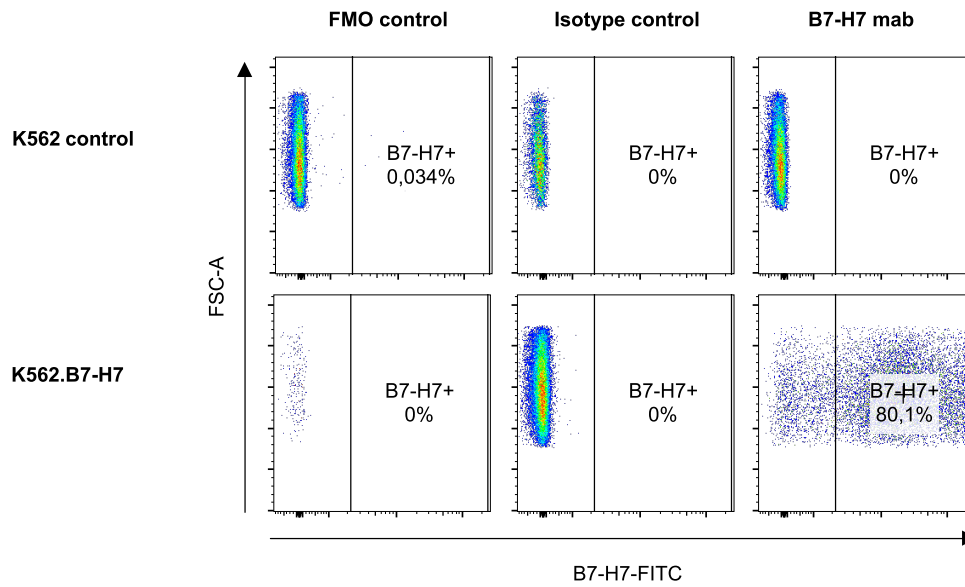 FMO control
Isotype control
B7-H7 mab
K562 control
B7-H7+
0,034%
B7-H7+
0%
B7-H7+
0%
FSC-A
K562.B7-H7
B7-H7+
0%
B7-H7+
0%
B7-H7+
80,1%
B7-H7-FITC